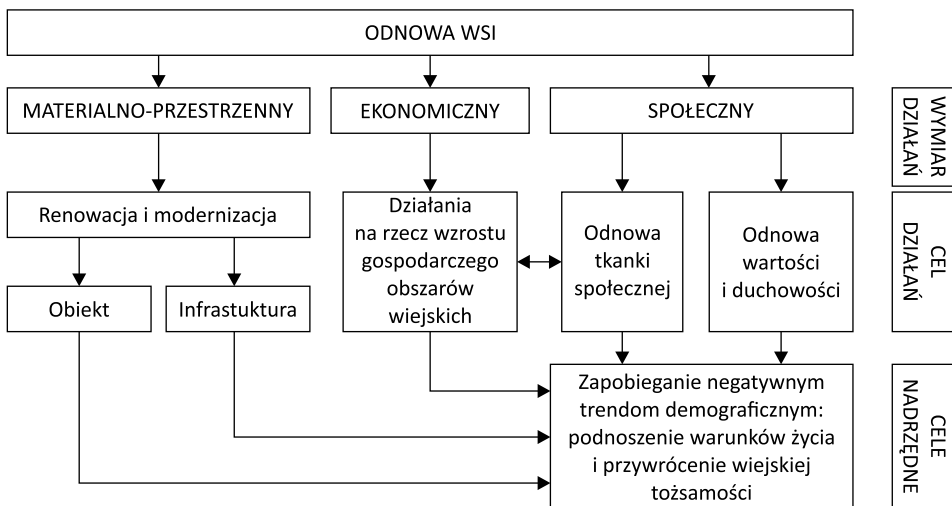 ODNOWA WSI
MATERIALNO-PRZESTRZENNY
EKONOMICZNY
SPOŁECZNY
WYMIAR
DZIAŁAŃ
Renowacja i modernizacja
Działania
na rzecz wzrostu
gospodarczego
obszarów
wiejskich
Odnowa
tkanki
społecznej
Odnowa
wartości
i duchowości
CEL
DZIAŁAŃ
Obiekt
Infrastuktura
Zapobieganie negatywnym
trendom demograficznym:
podnoszenie warunków życia
i przywrócenie wiejskiej
tożsamości
CELE
NADRZĘDNE